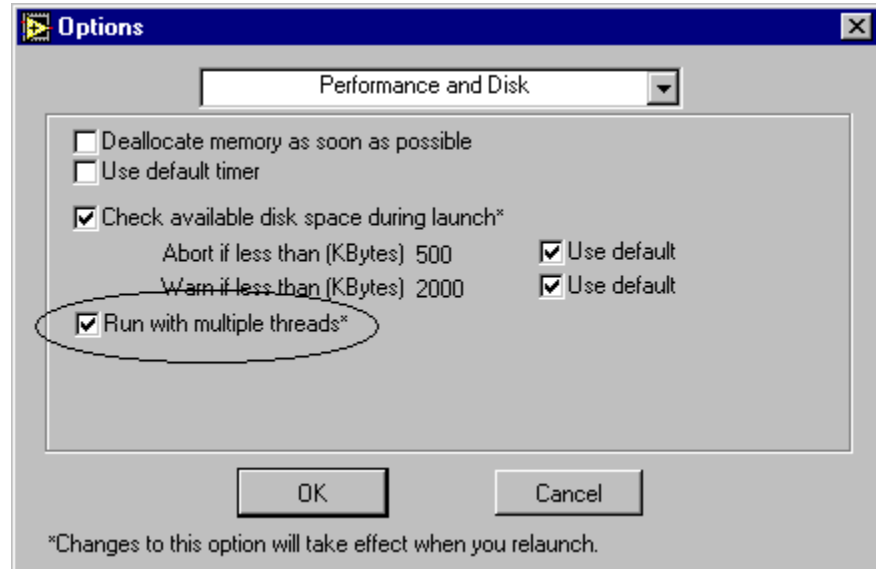 Options
Performance and Disk
Deallocate memory as soon as possible
Use default timer
Check available disk space during launch*
Abort if less than (KBytes) 500 Use default
Warn if less than (KBytes) 2000 Use default
Run with multiple threads*
OK Cancel
*Changes to this option will take effect when you relaunch.